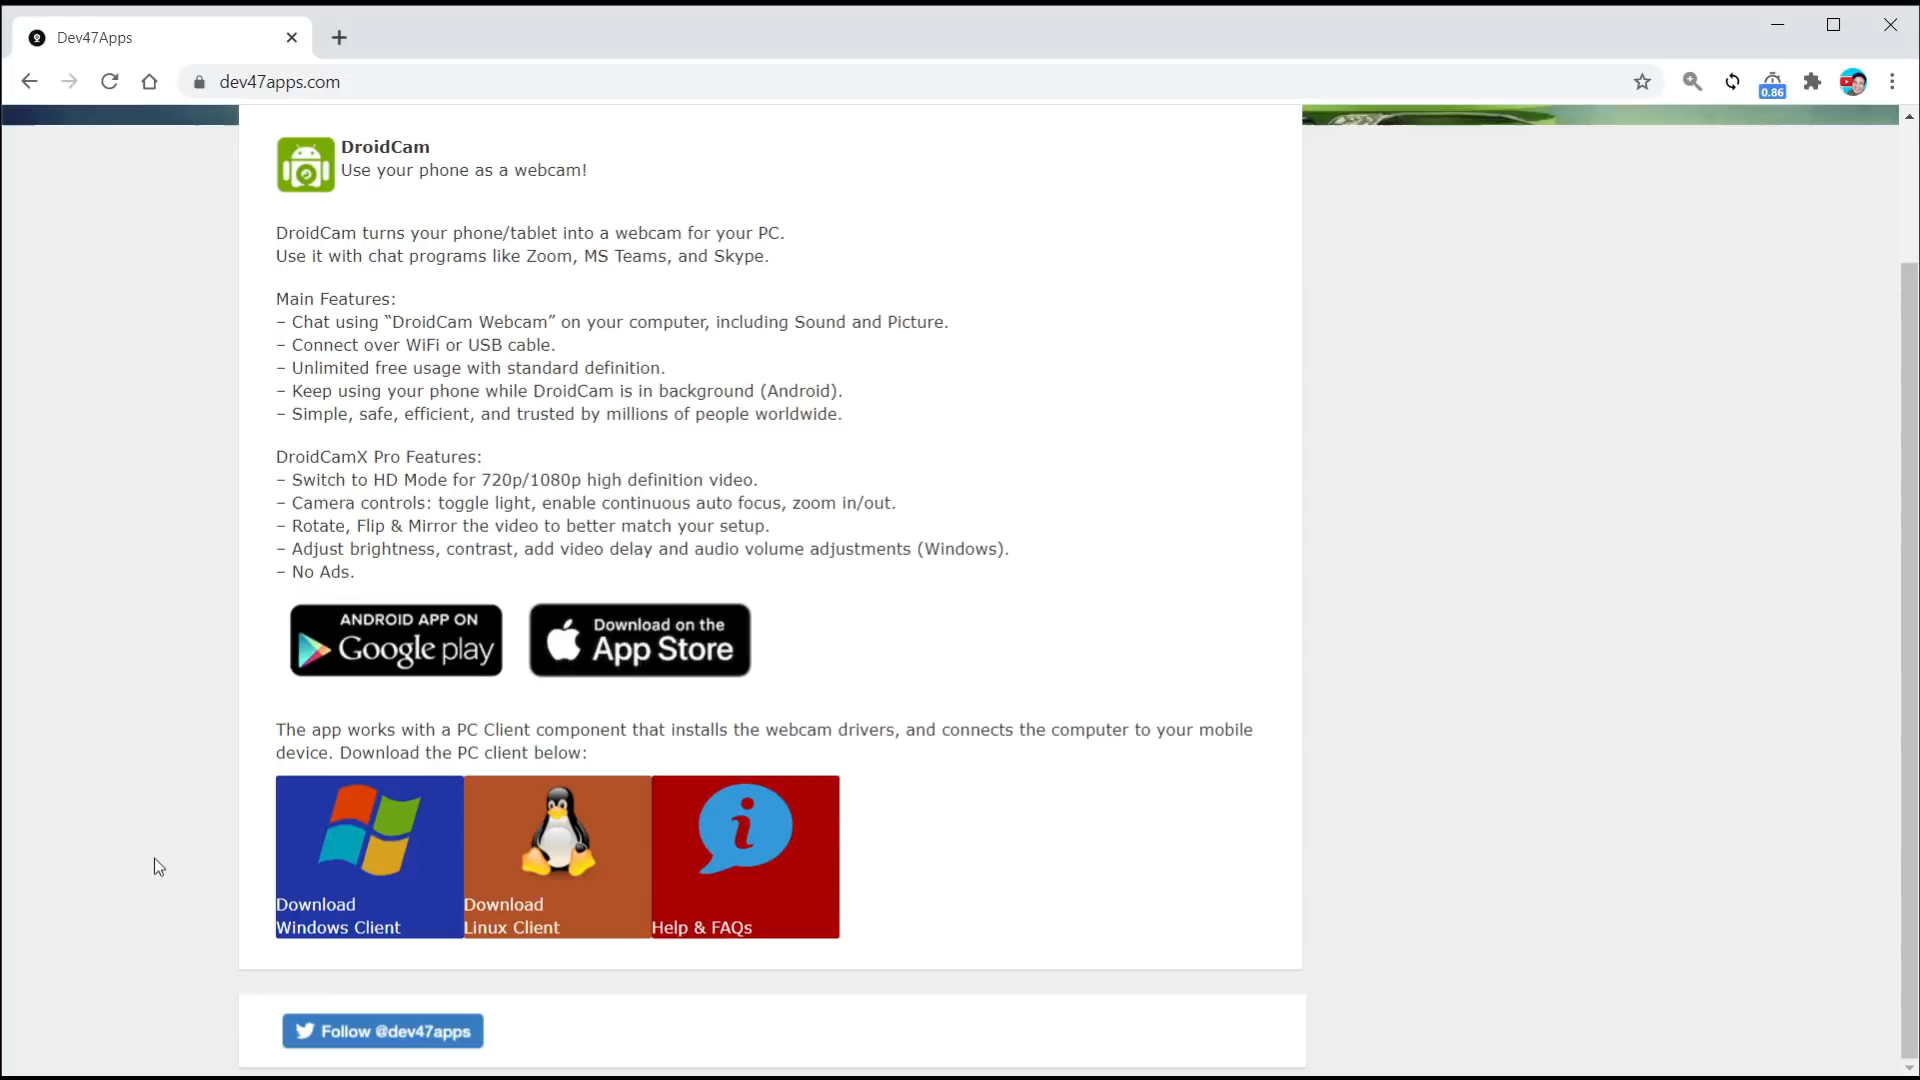 Dev47Apps
dev47apps.com
0.86
DroidCam
Use your phone as a webcam!
DroidCam turns your phone/tablet into a webcam for your PC.
Use it with chat programs like Zoom, MS Teams, and Skype.
Main Features:
– Chat using “DroidCam Webcam” on your computer, including Sound and Picture.
– Connect over WiFi or USB cable.
– Unlimited free usage with standard definition.
– Keep using your phone while DroidCam is in background (Android).
– Simple, safe, efficient, and trusted by millions of people worldwide.
DroidCamX Pro Features:
– Switch to HD Mode for 720p/1080p high definition video.
– Camera controls: toggle light, enable continuous auto focus, zoom in/out.
– Rotate, Flip & Mirror the video to better match your setup.
– Adjust brightness, contrast, add video delay and audio volume adjustments (Windows).
– No Ads.
ANDROID APP ON
Google play
Download on the
App Store
The app works with a PC Client component that installs the webcam drivers, and connects the computer to your mobile
device. Download the PC client below:
Download
Windows Client
Download
Linux Client
Help & FAQs
Follow @dev47apps